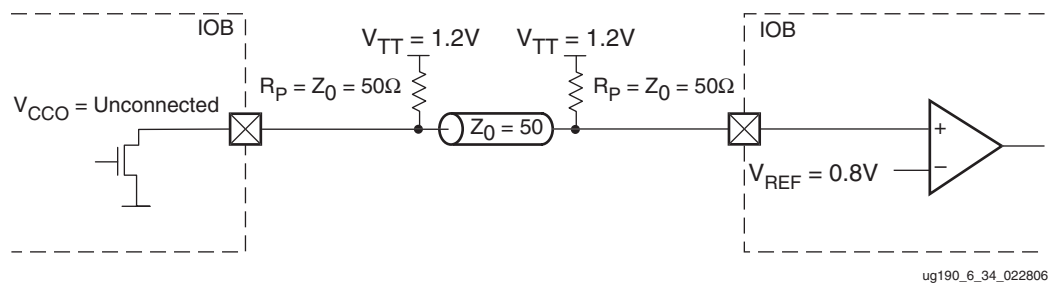 IOB
IOB
V_TT = 1.2V
V_TT = 1.2V
R_P = Z_0 = 50Ω
R_P = Z_0 = 50Ω
V_CCO = Unconnected
Z_0 = 50
+
–
V_REF = 0.8V
ug190_6_34_022806